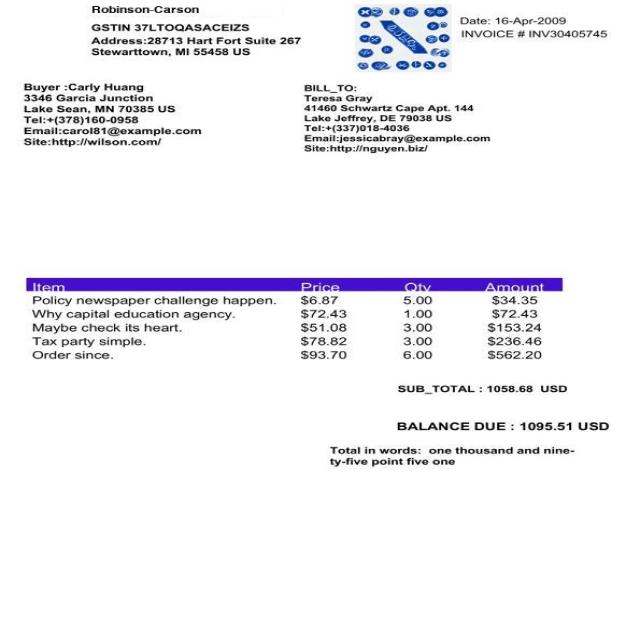 Robinson-Carson
GSTIN 37LTOQASACEIZS
Address:28713 Hart Fort Suite 267
Stewarttown, MI 55458 US
Date: 16-Apr-2009
INVOICE # INV30405745
Buyer :Carly Huang
3346 Garcia Junction
Lake Sean, MN 70385 US
Tel:+(378)160-0958
Email:carol81@example.com
Site:http://wilson.com/
BILL_TO:
Teresa Gray
41460 Schwartz Cape Apt. 144
Lake Jeffrey, DE 79038 US
Tel:+(337)018-4036
Email:jessicabray@example.com
Site:http://nguyen.biz/
Item Price Qty Amount
Policy newspaper challenge happen. $6.87 5.00 $34.35
Why capital education agency. $72.43 1.00 $72.43
Maybe check its heart. $51.08 3.00 $153.24
Tax party simple. $78.82 3.00 $236.46
Order since. $93.70 6.00 $562.20
SUB_TOTAL : 1058.68 USD
BALANCE DUE : 1095.51 USD
Total in words: one thousand and nine-
ty-five point five one